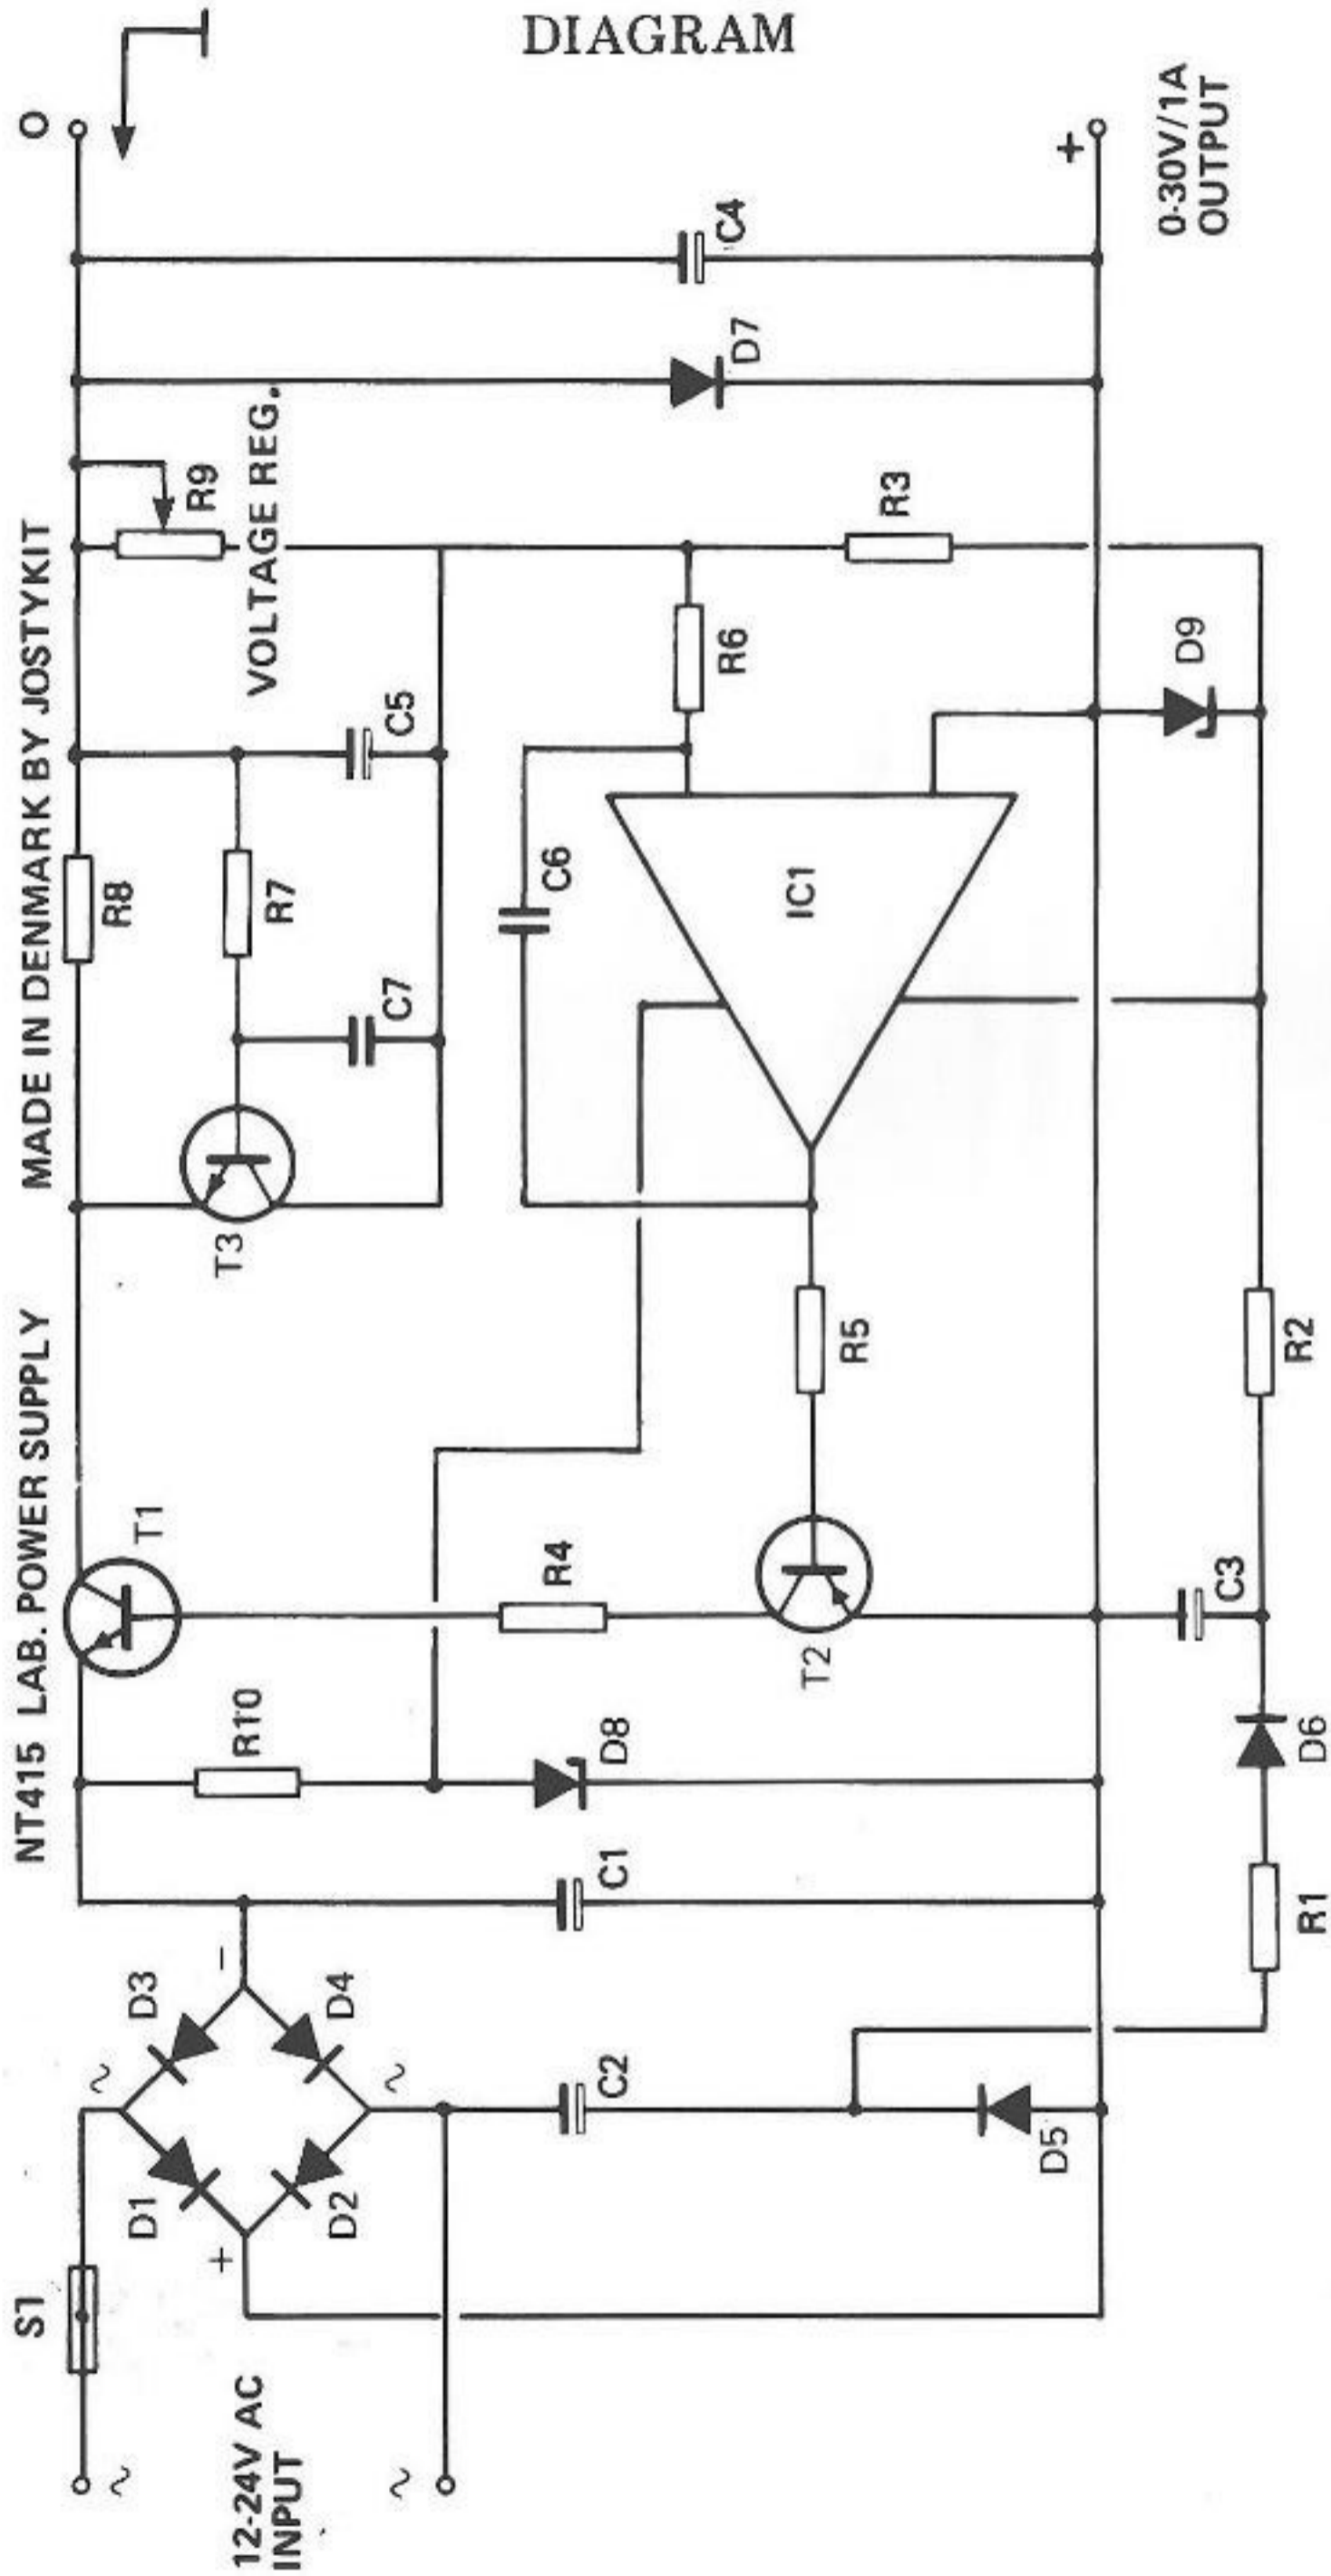 DIAGRAM
NT415 LAB. POWER SUPPLY MADE IN DENMARK BY JOSTYKIT
S1
~
12-24V AC
INPUT
~
~
D1
D3
+
−
D2
D4
~
C2
D5
C1
R1
D6
R10
D8
T1
R4
T2
C3
R2
R5
T3
C7
R7
R8
C5
C6
IC1
R6
R3
D9
R9
VOLTAGE REG.
D7
C4
O
+
0-30V/1A
OUTPUT